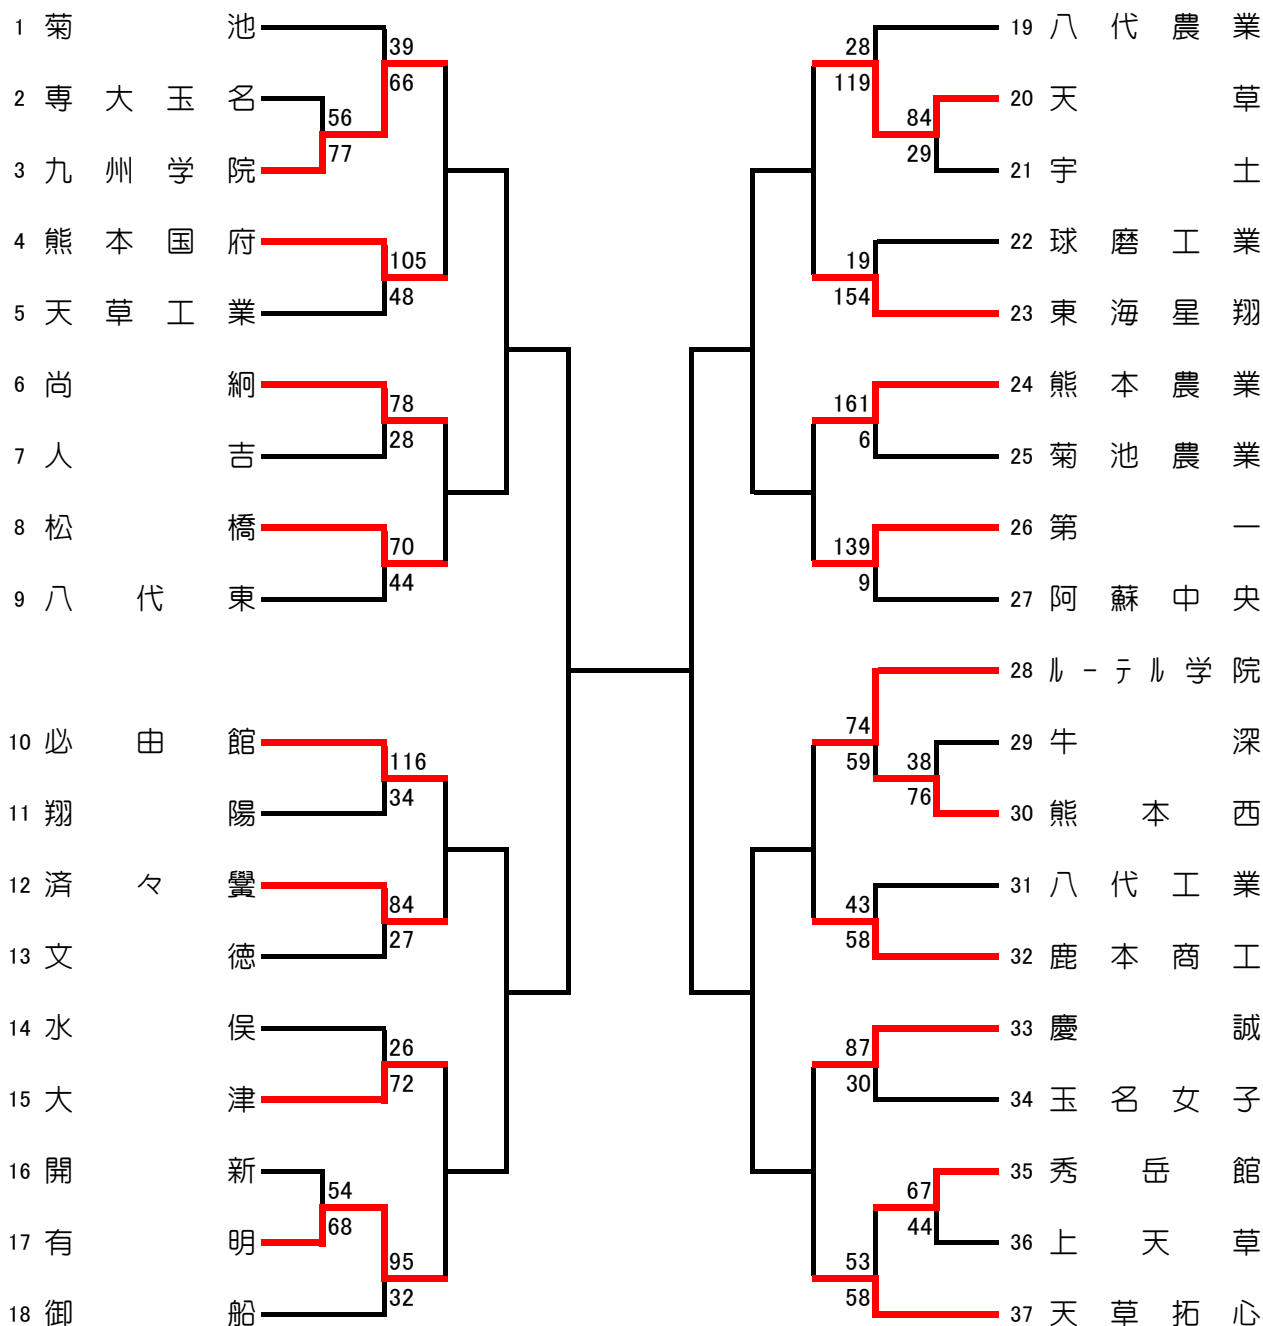 1 菊池
39
66
2 専大玉名
56
77
3 九州学院
4 熊本国府
105
48
5 天草工業
6 尚絅
78
28
7 人吉
8 松橋
70
44
9 八代東
10 必由館
116
34
11 翔陽
12 済々黌
84
27
13 文徳
14 水俣
26
72
15 大津
16 開新
54
68
17 有明
95
32
18 御船
19 八代農業
28
119
20 天草
84
29
21 宇土
22 球磨工業
19
154
23 東海星翔
24 熊本農業
161
6
25 菊池農業
26 第一
139
9
27 阿蘇中央
28 ルーテル学院
74
59
29 牛深
38
76
30 熊本西
31 八代工業
43
58
32 鹿本商工
33 慶誠
87
30
34 玉名女子
35 秀岳館
67
44
36 上天草
53
58
37 天草拓心